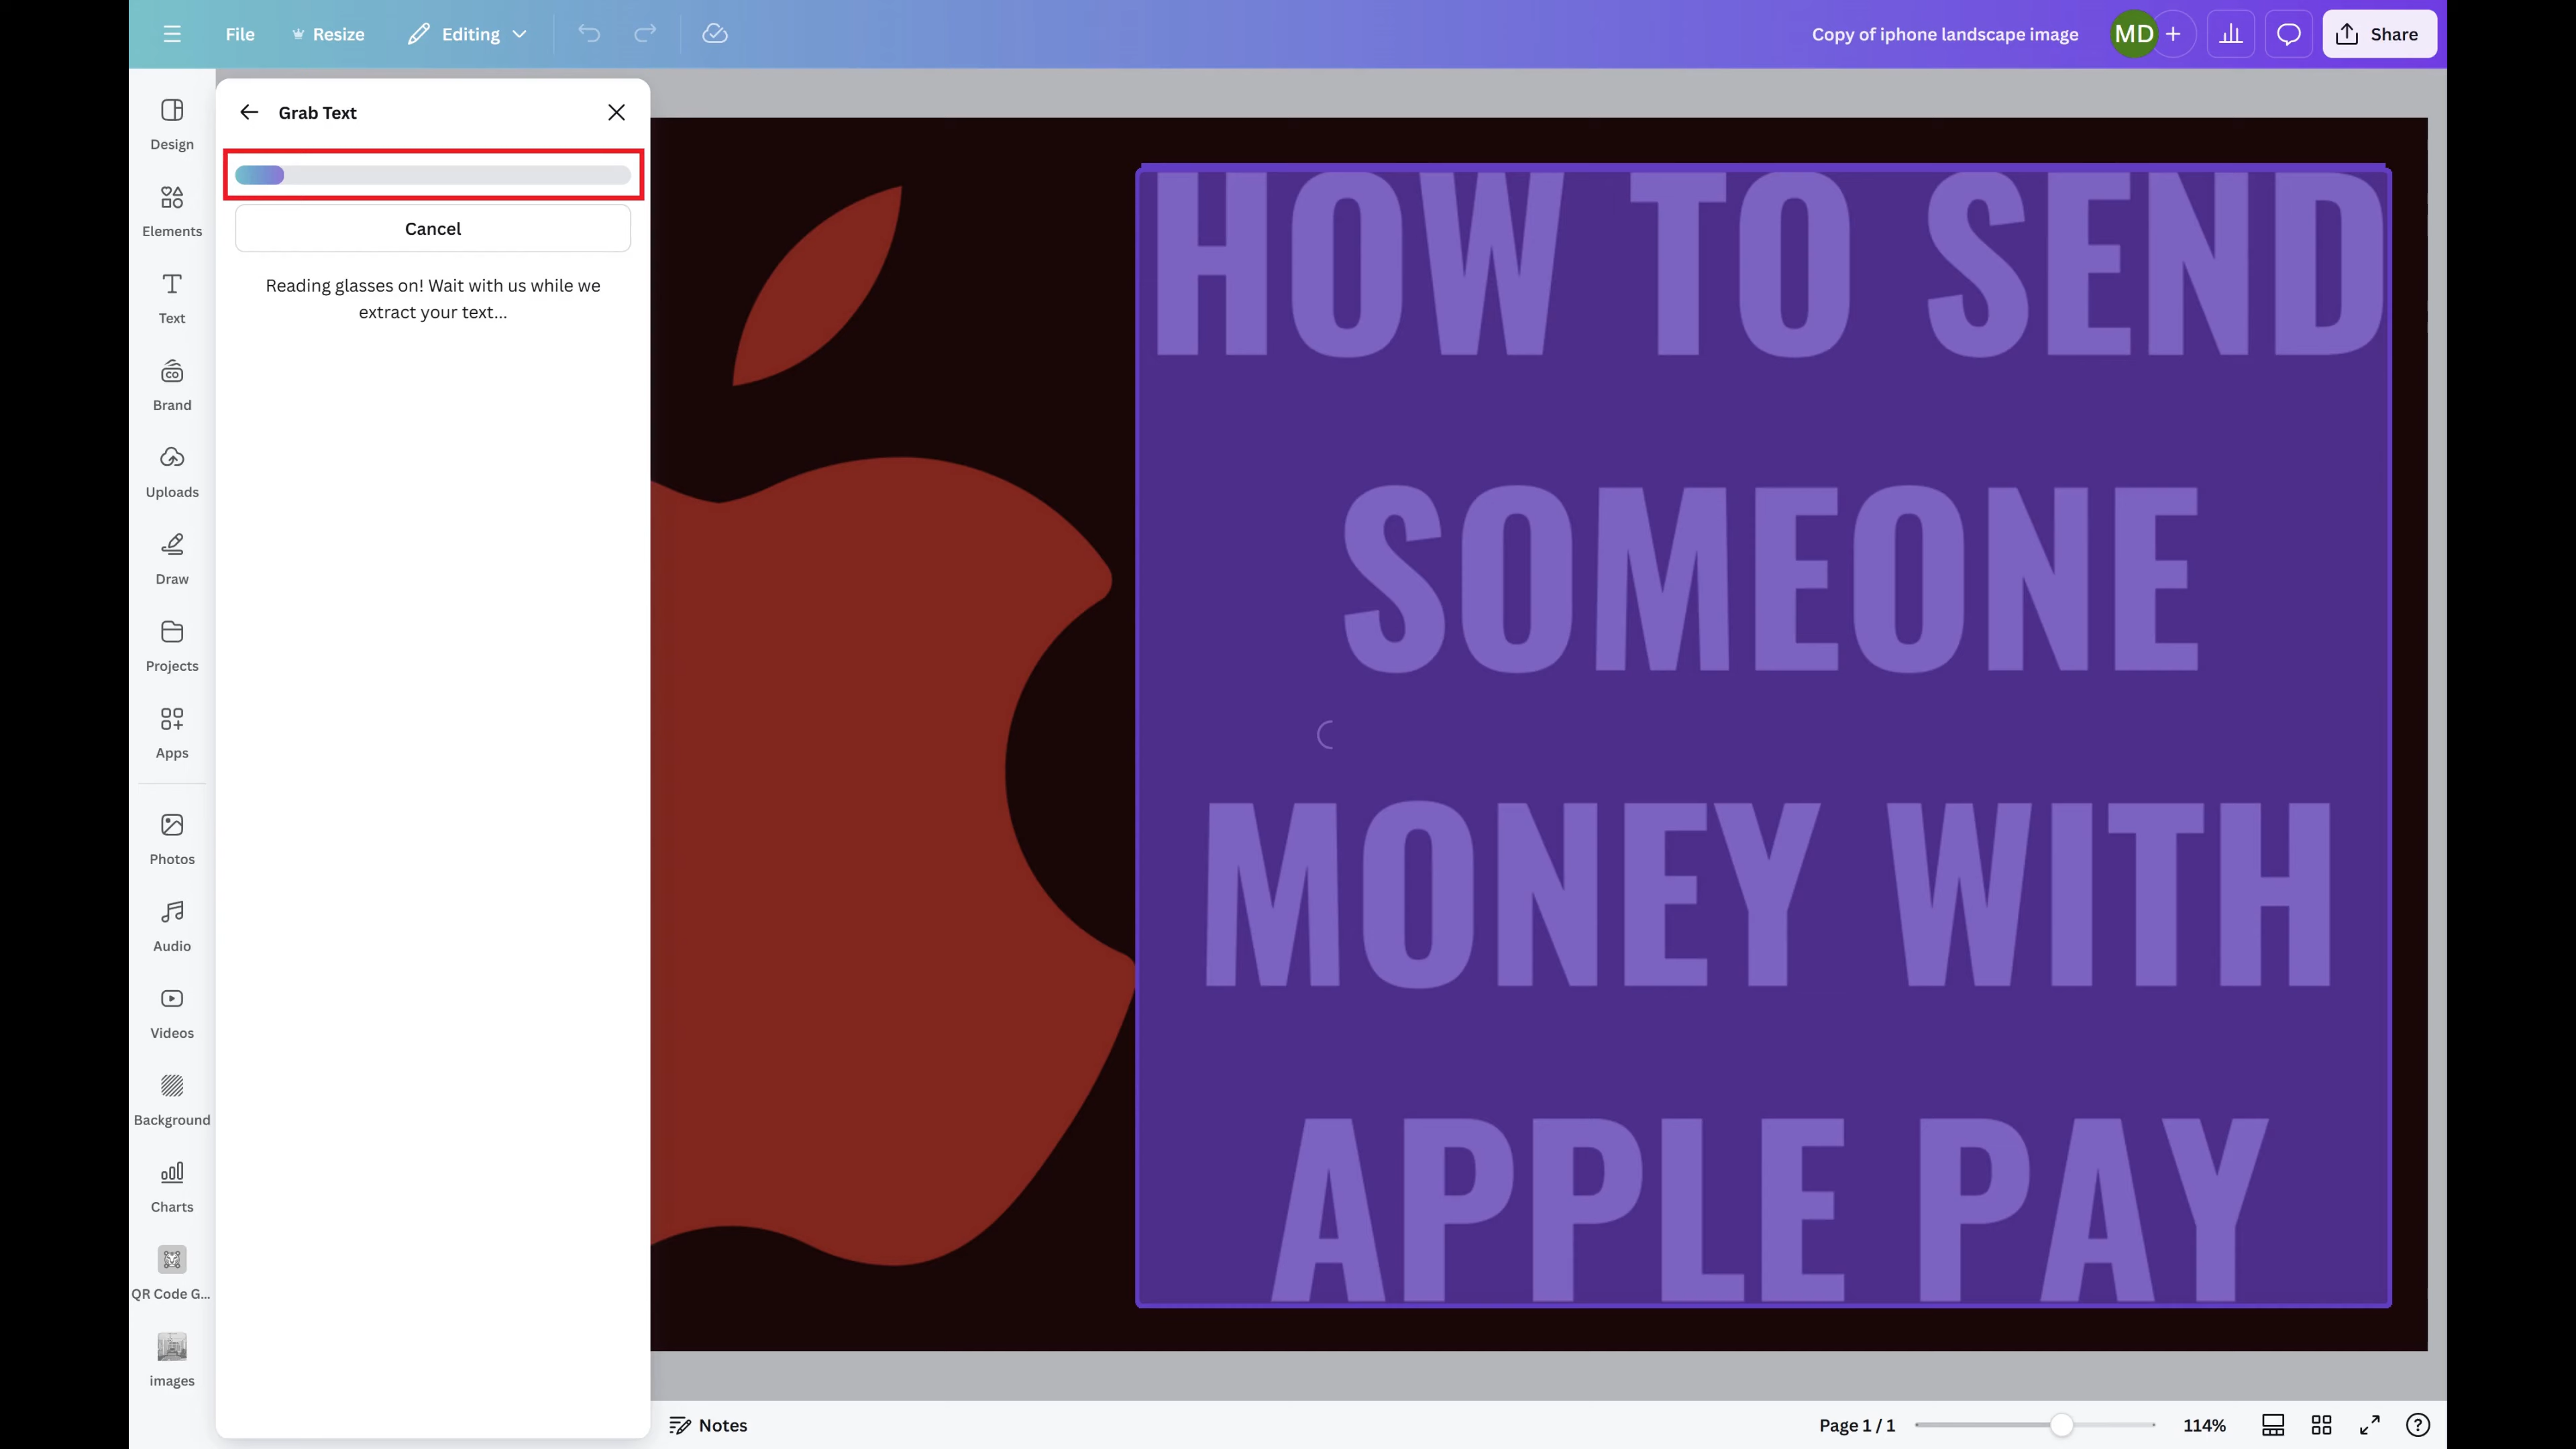 File
Resize
Editing
Copy of iphone landscape image
MD
Share
Design
Elements
Text
Brand
CO
Uploads
Draw
Projects
Apps
Photos
Audio
Videos
Background
Charts
QR Code G...
images
Grab Text
Cancel
Reading glasses on! Wait with us while we
extract your text...
HOW TO SEND
SOMEONE
MONEY WITH
APPLE PAY
Notes
Page 1 / 1
114%